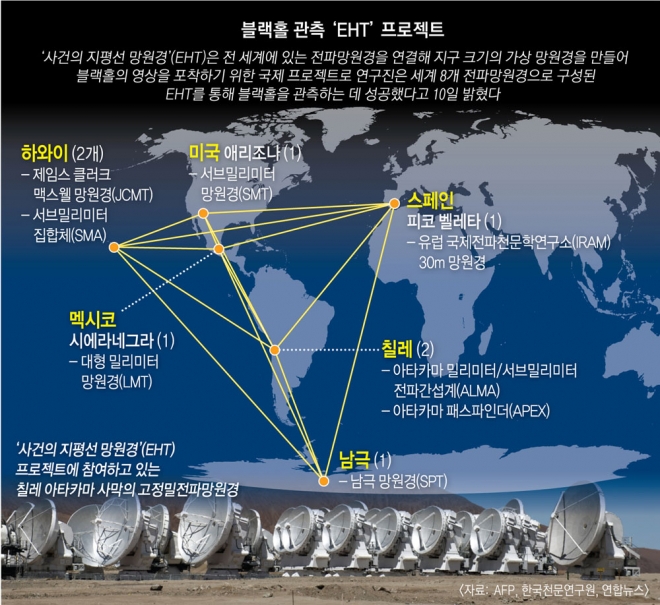 블랙홀 관측 ‘EHT’ 프로젝트
‘사건의 지평선 망원경’(EHT)은 전 세계에 있는 전파망원경을 연결해 지구 크기의 가상 망원경을 만들어
블랙홀의 영상을 포착하기 위한 국제 프로젝트로 연구진은 세계 8개 전파망원경으로 구성된
EHT를 통해 블랙홀을 관측하는 데 성공했다고 10일 밝혔다
하와이 (2개)
– 제임스 클러크
맥스웰 망원경(JCMT)
– 서브밀리미터
집합체(SMA)
미국 애리조나 (1)
– 서브밀리미터
망원경(SMT)
스페인
피코 벨레타 (1)
– 유럽 국제전파천문학연구소(IRAM)
30m 망원경
멕시코
시에라네그라 (1)
– 대형 밀리미터
망원경(LMT)
칠레 (2)
– 아타카마 밀리미터/서브밀리미터
전파간섭계(ALMA)
– 아타카마 패스파인더(APEX)
남극 (1)
– 남극 망원경(SPT)
‘사건의 지평선 망원경’(EHT)
프로젝트에 참여하고 있는
칠레 아타카마 사막의 고정밀전파망원경
〈자료: AFP, 한국천문연구원, 연합뉴스〉